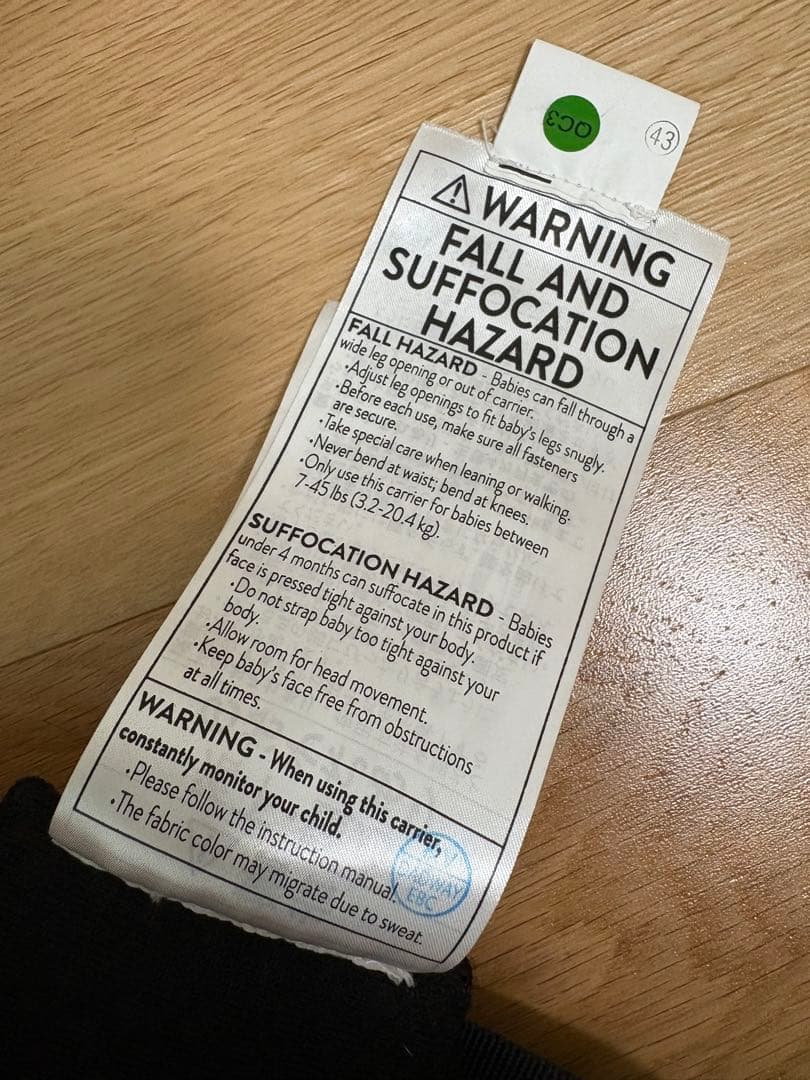 QC3
43
WARNING
FALL AND
SUFFOCATION
HAZARD
FALL HAZARD - Babies can fall through a
wide leg opening or out of carrier.
•Adjust leg openings to fit baby's legs snugly.
•Before each use, make sure all fasteners
are secure.
•Take special care when leaning or walking.
•Never bend at waist; bend at knees.
•Only use this carrier for babies between
7-45 lbs (3.2-20.4 kg).
SUFFOCATION HAZARD - Babies
under 4 months can suffocate in this product if
face is pressed tight against your body.
•Do not strap baby too tight against your
body.
•Allow room for head movement.
•Keep baby's face free from obstructions
at all times.
WARNING - When using this carrier,
constantly monitor your child.
•Please follow the instruction manual.
•The fabric color may migrate due to sweat.
EBC